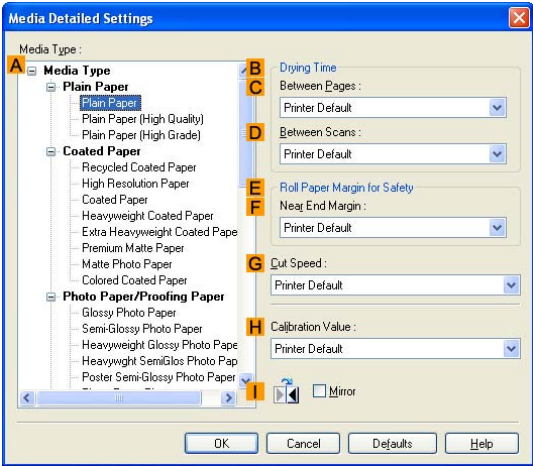 Media Detailed Settings
Media Type :
A
Media Type
Plain Paper
Plain Paper
Plain Paper (High Quality)
Plain Paper (High Grade)
Coated Paper
Recycled Coated Paper
High Resolution Paper
Coated Paper
Heavyweight Coated Paper
Extra Heavyweight Coated Pape
Premium Matte Paper
Matte Photo Paper
Colored Coated Paper
Photo Paper/Proofing Paper
Glossy Photo Paper
Semi-Glossy Photo Paper
Heavyweight Glossy Photo Pape
Heavywght SemiGlos Photo Pap
Poster Semi-Glossy Photo Paper
B Drying Time
C Between Pages :
Printer Default
D Between Scans :
Printer Default
E Roll Paper Margin for Safety
F Near End Margin :
Printer Default
G Cut Speed :
Printer Default
H Calibration Value :
Printer Default
I Mirror
OK Cancel Defaults Help